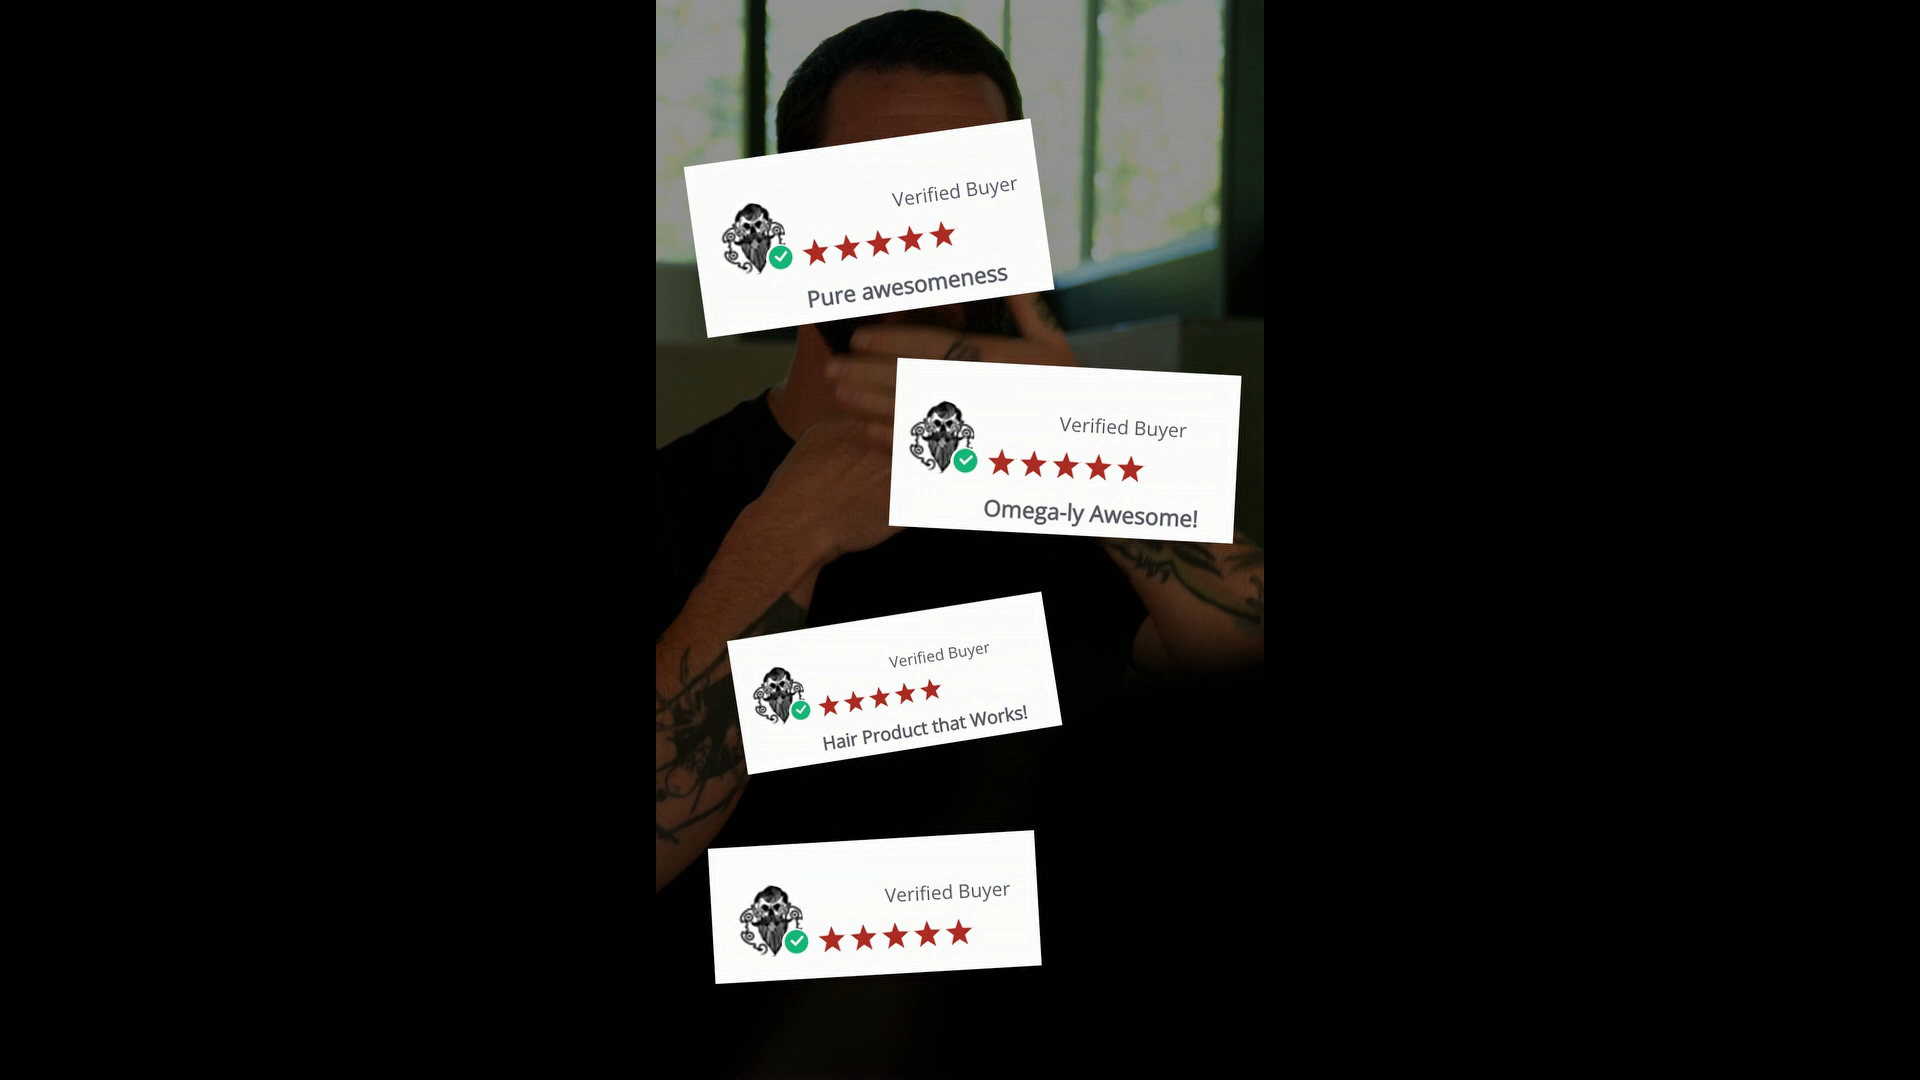 Verified Buyer
Pure awesomeness
Verified Buyer
Omega-ly Awesome!
Verified Buyer
Hair Product that Works!
Verified Buyer